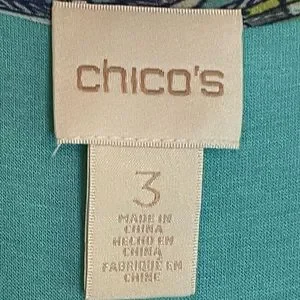 chico's
3
MADE IN
CHINA
HECHO EN
CHINA
FABRIQUÉ EN
CHINE